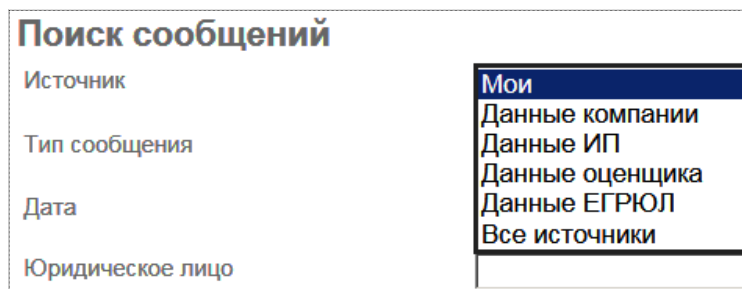 Поиск сообщений
Источник
Мои
Данные компании
Тип сообщения
Данные ИП
Данные оценщика
Дата
Данные ЕГРЮЛ
Все источники
Юридическое лицо